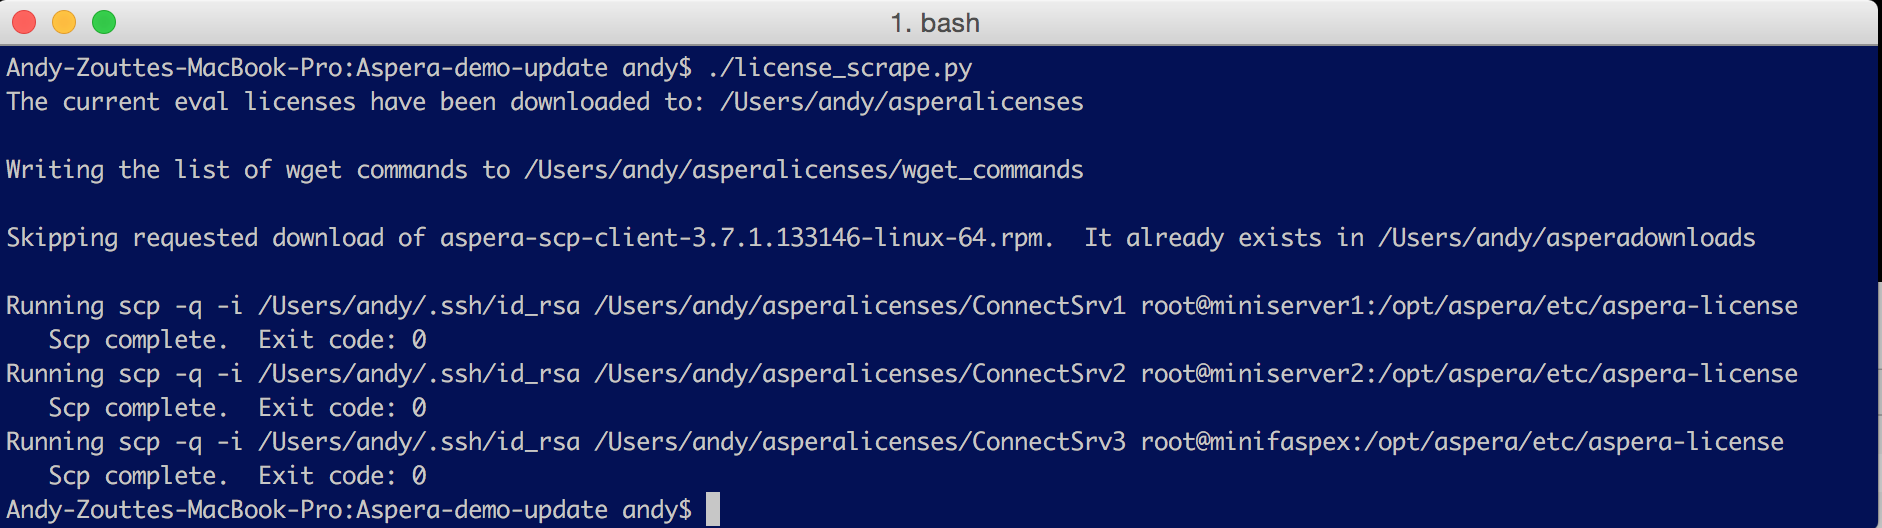 1. bash
Andy-Zouttes-MacBook-Pro:Aspera-demo-update andy$ ./license_scrape.py
The current eval licenses have been downloaded to: /Users/andy/asperalicenses
Writing the list of wget commands to /Users/andy/asperalicenses/wget_commands
Skipping requested download of aspera-scp-client-3.7.1.133146-linux-64.rpm.  It already exists in /Users/andy/asperadownloads
Running scp -q -i /Users/andy/.ssh/id_rsa /Users/andy/asperalicenses/ConnectSrv1 root@miniserver1:/opt/aspera/etc/aspera-license
   Scp complete.  Exit code: 0
Running scp -q -i /Users/andy/.ssh/id_rsa /Users/andy/asperalicenses/ConnectSrv2 root@miniserver2:/opt/aspera/etc/aspera-license
   Scp complete.  Exit code: 0
Running scp -q -i /Users/andy/.ssh/id_rsa /Users/andy/asperalicenses/ConnectSrv3 root@minifaspex:/opt/aspera/etc/aspera-license
   Scp complete.  Exit code: 0
Andy-Zouttes-MacBook-Pro:Aspera-demo-update andy$